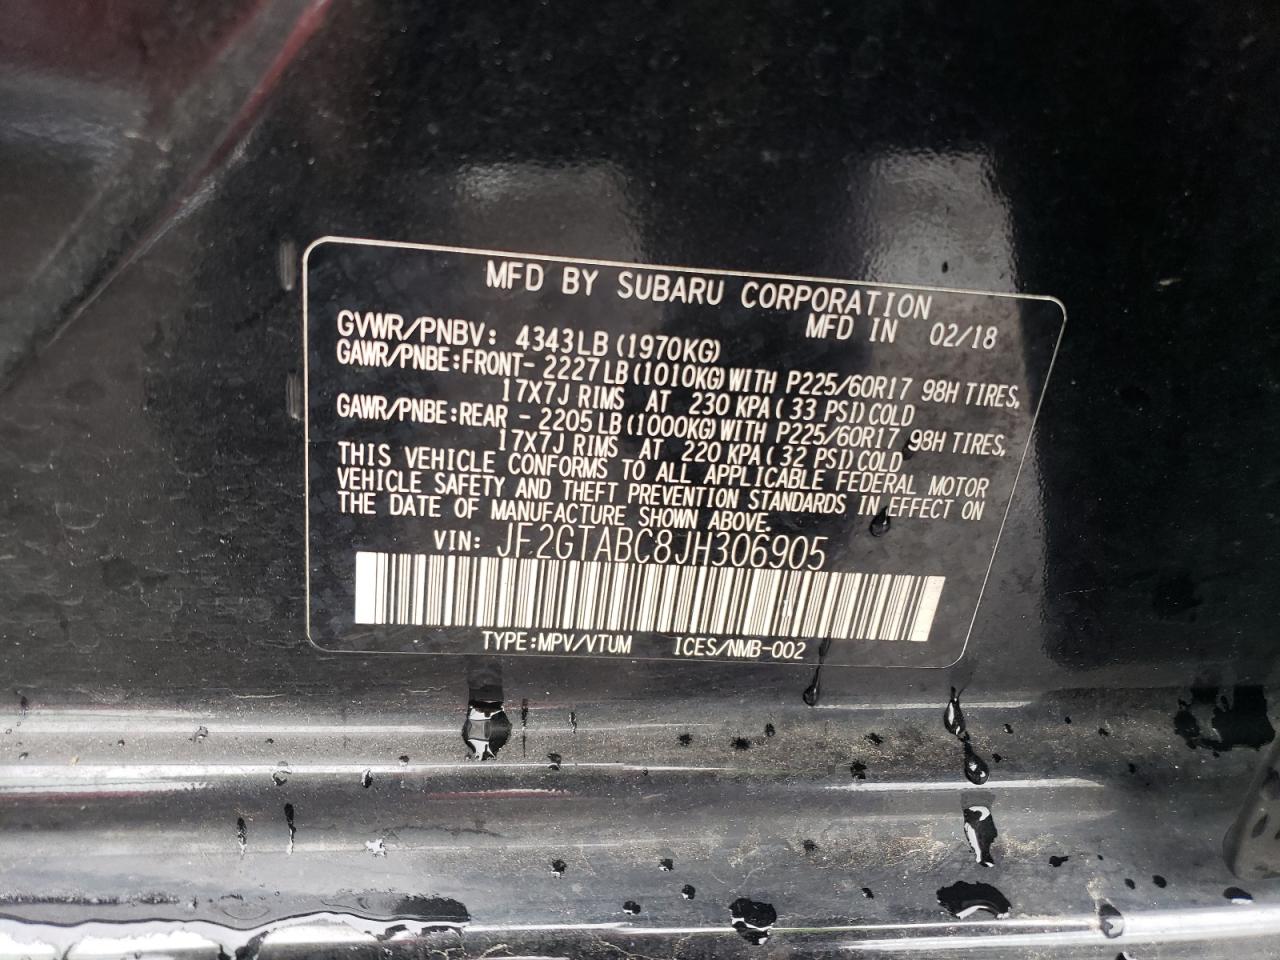 MFD BY SUBARU CORPORATION
MFD IN 02/18
GVWR/PNBV: 4343LB(1970KG)
GAWR/PNBE:FRONT- 2227LB(1010KG)WITH P225/60R17 98H TIRES,
17X7J RIMS AT 230 KPA(33 PSI)COLD
GAWR/PNBE:REAR - 2205LB(1000KG)WITH P225/60R17 98H TIRES,
17X7J RIMS AT 220 KPA(32 PSI)COLD
THIS VEHICLE CONFORMS TO ALL APPLICABLE FEDERAL MOTOR
VEHICLE SAFETY AND THEFT PREVENTION STANDARDS IN EFFECT ON
THE DATE OF MANUFACTURE SHOWN ABOVE.
VIN: JF2GTABC8JH306905
TYPE:MPV/VTUM ICES/NMB-002